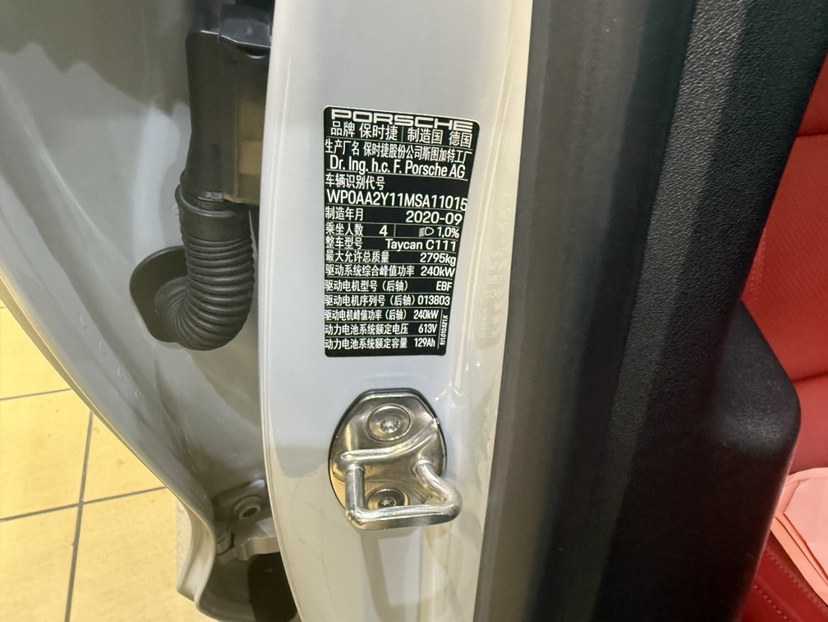 PORSCHE
品牌 保时捷 制造国 德国
生产厂名 保时捷股份公司斯图加特工厂
Dr. Ing. h.c. F. Porsche AG
车辆识别代号
WP0AA2Y11MSA11015
制造年月 2020-09
乘坐人数 4 1,0%
整车型号 Taycan C111
最大允许总质量 2795kg
驱动系统综合峰值功率 240kW
驱动电机型号（后轴） EBF
驱动电机序列号（后轴） 013803
驱动电机峰值功率（后轴） 240kW
动力电池系统额定电压 613V
动力电池系统额定容量 129Ah